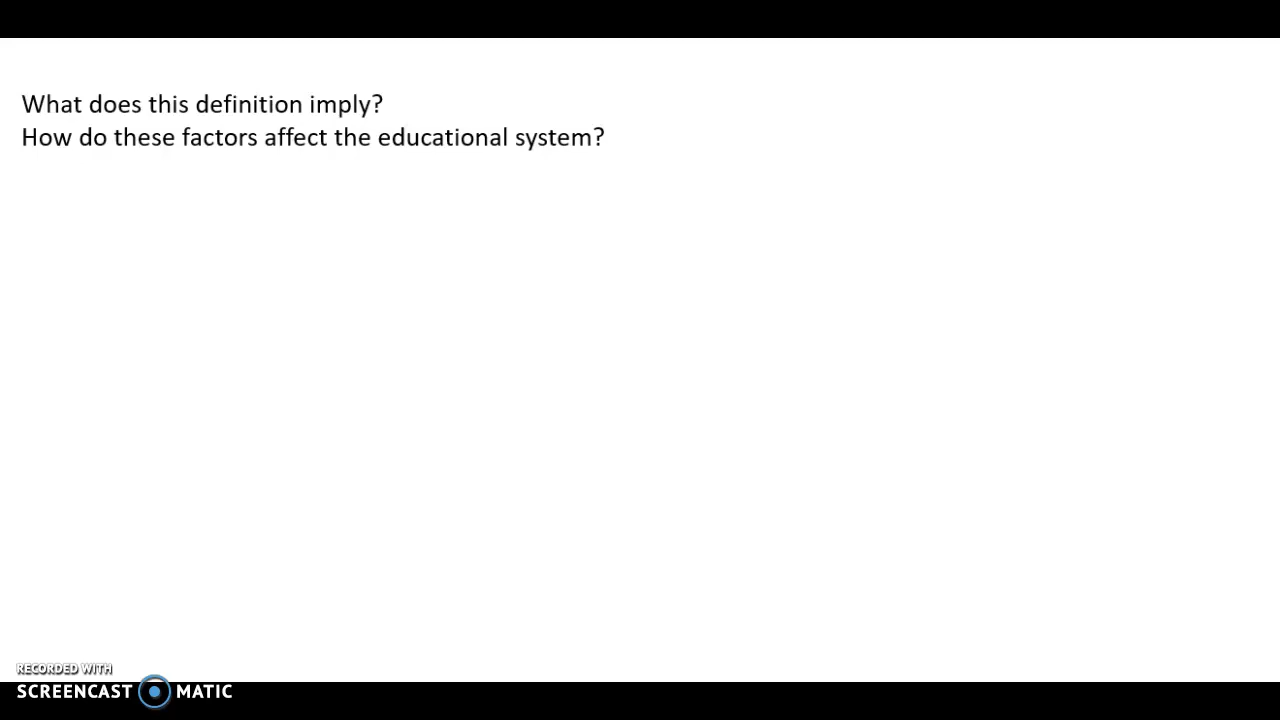 What does this definition imply?
How do these factors affect the educational system?
RECORDED WITH
SCREENCAST MATIC